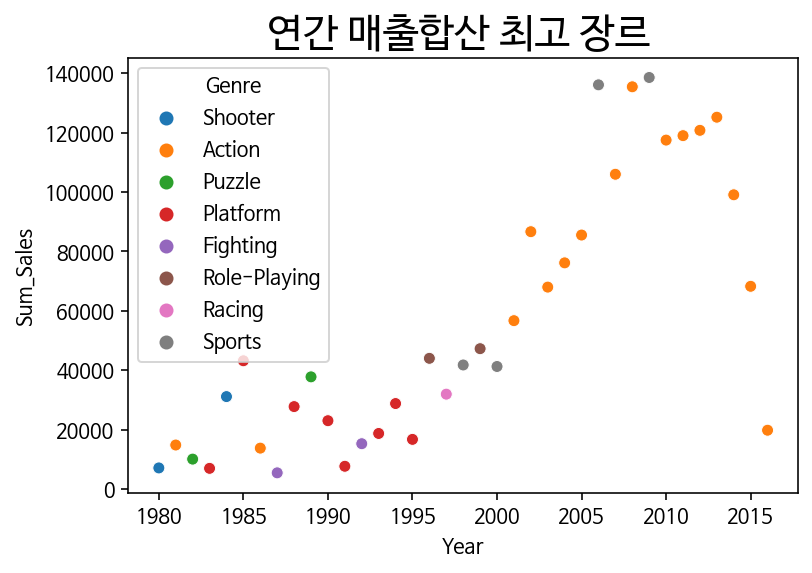 연간 매출합산 최고 장르
Genre
Shooter
Action
Puzzle
Platform
Fighting
Role-Playing
Racing
Sports
Sum_Sales
140000
120000
100000
80000
60000
40000
20000
0
1980 1985 1990 1995 2000 2005 2010 2015
Year